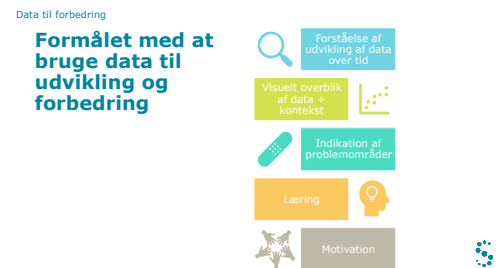 Data til forbedring
Formålet med at
bruge data til
udvikling og
forbedring
Forståelse af
udvikling af data
over tid
Visuelt overblik
af data +
kontekst
Indikation af
problemområder
Læring
Motivation